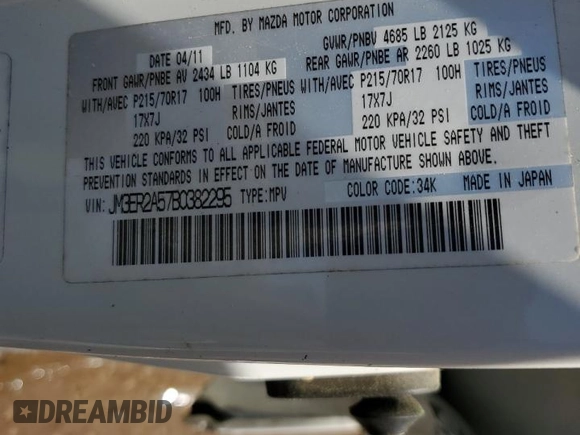 MFD. BY MAZDA MOTOR CORPORATION
DATE 04/11
GVWR/PNBV 4685 LB 2125 KG
FRONT GAWR/PNBE AV 2434 LB 1104 KG
REAR GAWR/PNBE AR 2260 LB 1025 KG
WITH/AVEC P215/70R17 100H TIRES/PNEUS
WITH/AVEC P215/70R17 100H TIRES/PNEUS
17X7J RIMS/JANTES
17X7J RIMS/JANTES
220 KPA/32 PSI COLD/A FROID
220 KPA/32 PSI COLD/A FROID
THIS VEHICLE CONFORMS TO ALL APPLICABLE FEDERAL MOTOR VEHICLE SAFETY AND THEFT
PREVENTION STANDARDS IN EFFECT ON THE DATE OF MANUFACTURE SHOWN ABOVE.
VIN: JM3ER2A57B0382295 TYPE:MPV COLOR CODE:34K MADE IN JAPAN
DREAMBID